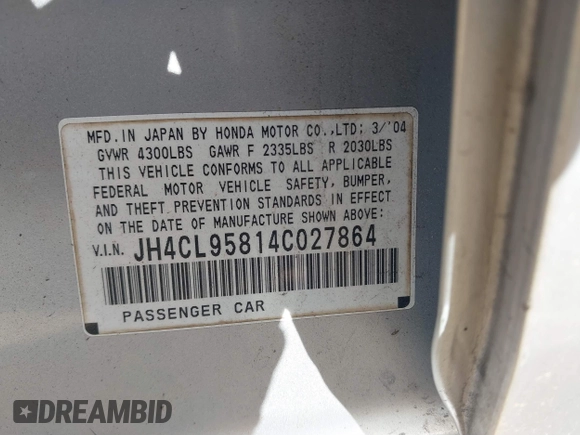 MFD.IN JAPAN BY HONDA MOTOR CO.,LTD: 3/'04
GVWR 4300LBS GAWR F 2335LBS R 2030LBS
THIS VEHICLE CONFORMS TO ALL APPLICABLE
FEDERAL MOTOR VEHICLE SAFETY, BUMPER,
AND THEFT PREVENTION STANDARDS IN EFFECT
ON THE DATE OF MANUFACTURE SHOWN ABOVE:
V.I.N. JH4CL95814C027864
PASSENGER CAR
DREAMBID